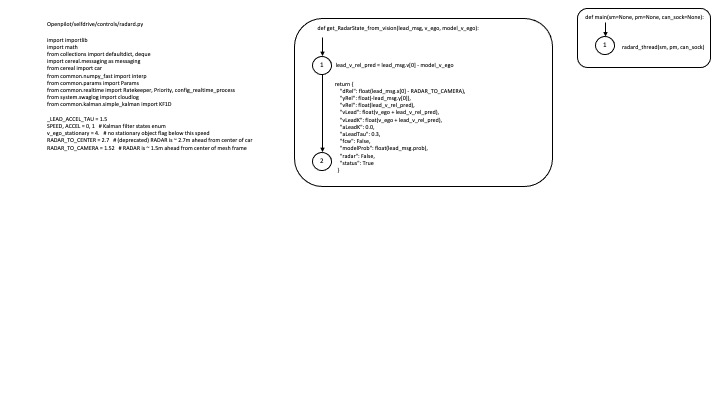 Openpilot/selfdrive/controls/radard.py
import importlib
import math
from collections import defaultdict, deque
import cereal.messaging as messaging
from cereal import car
from common.numpy_fast import interp
from common.params import Params
from common.realtime import Ratekeeper, Priority, config_realtime_process
from system.swaglog import cloudlog
from common.kalman.simple_kalman import KF1D
_LEAD_ACCEL_TAU = 1.5
SPEED, ACCEL = 0, 1 # Kalman filter states enum
v_ego_stationary = 4. # no stationary object flag below this speed
RADAR_TO_CENTER = 2.7 # (deprecated) RADAR is ~ 2.7m ahead from center of car
RADAR_TO_CAMERA = 1.52 # RADAR is ~ 1.5m ahead from center of mesh frame
def get_RadarState_from_vision(lead_msg, v_ego, model_v_ego):
1
lead_v_rel_pred = lead_msg.v[0] - model_v_ego
return {
"dRel": float(lead_msg.x[0] - RADAR_TO_CAMERA),
"yRel": float(-lead_msg.y[0]),
"vRel": float(lead_v_rel_pred),
"vLead": float(v_ego + lead_v_rel_pred),
"vLeadK": float(v_ego + lead_v_rel_pred),
"aLeadK": 0.0,
"aLeadTau": 0.3,
"fcw": False,
"modelProb": float(lead_msg.prob),
"radar": False,
"status": True
}
2
def main(sm=None, pm=None, can_sock=None):
1
radard_thread(sm, pm, can_sock)